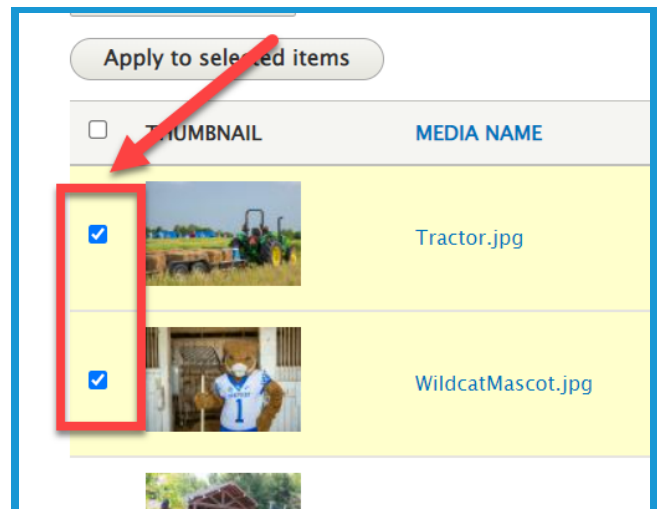 Apply to selected items
THUMBNAIL MEDIA NAME
Tractor.jpg
WildcatMascot.jpg
1